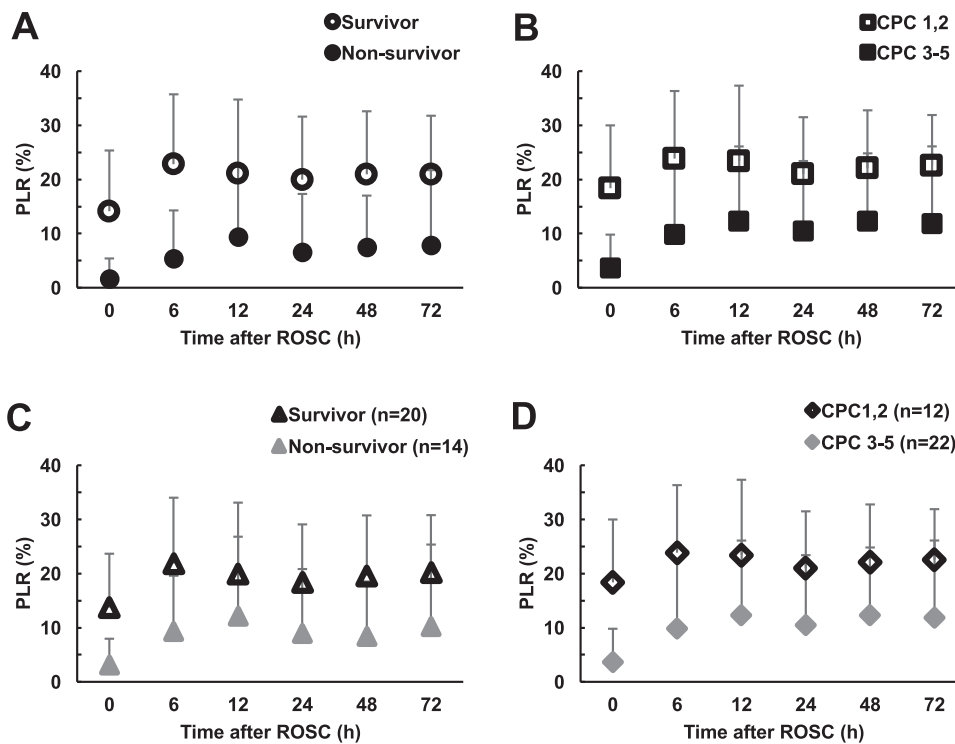 A
Survivor
Non-survivor
40
30
20
10
0
PLR (%)
0 6 12 24 48 72
Time after ROSC (h)
B
CPC 1,2
CPC 3-5
40
30
20
10
0
PLR (%)
0 6 12 24 48 72
Time after ROSC (h)
C
Survivor (n=20)
Non-survivor (n=14)
40
30
20
10
0
PLR (%)
0 6 12 24 48 72
Time after ROSC (h)
D
CPC1,2 (n=12)
CPC 3-5 (n=22)
40
30
20
10
0
PLR (%)
0 6 12 24 48 72
Time after ROSC (h)